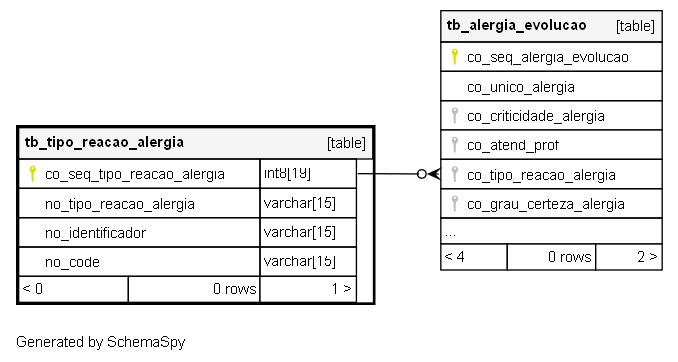 tb_alergia_evolucao [table]
co_seq_alergia_evolucao
co_unico_alergia
co_criticidade_alergia
co_atend_prof
co_tipo_reacao_alergia
co_grau_certeza_alergia
...
< 4 0 rows 2 >
tb_tipo_reacao_alergia [table]
co_seq_tipo_reacao_alergia int8[19]
no_tipo_reacao_alergia varchar[15]
no_identificador varchar[15]
no_code varchar[15]
< 0 0 rows 1 >
Generated by SchemaSpy